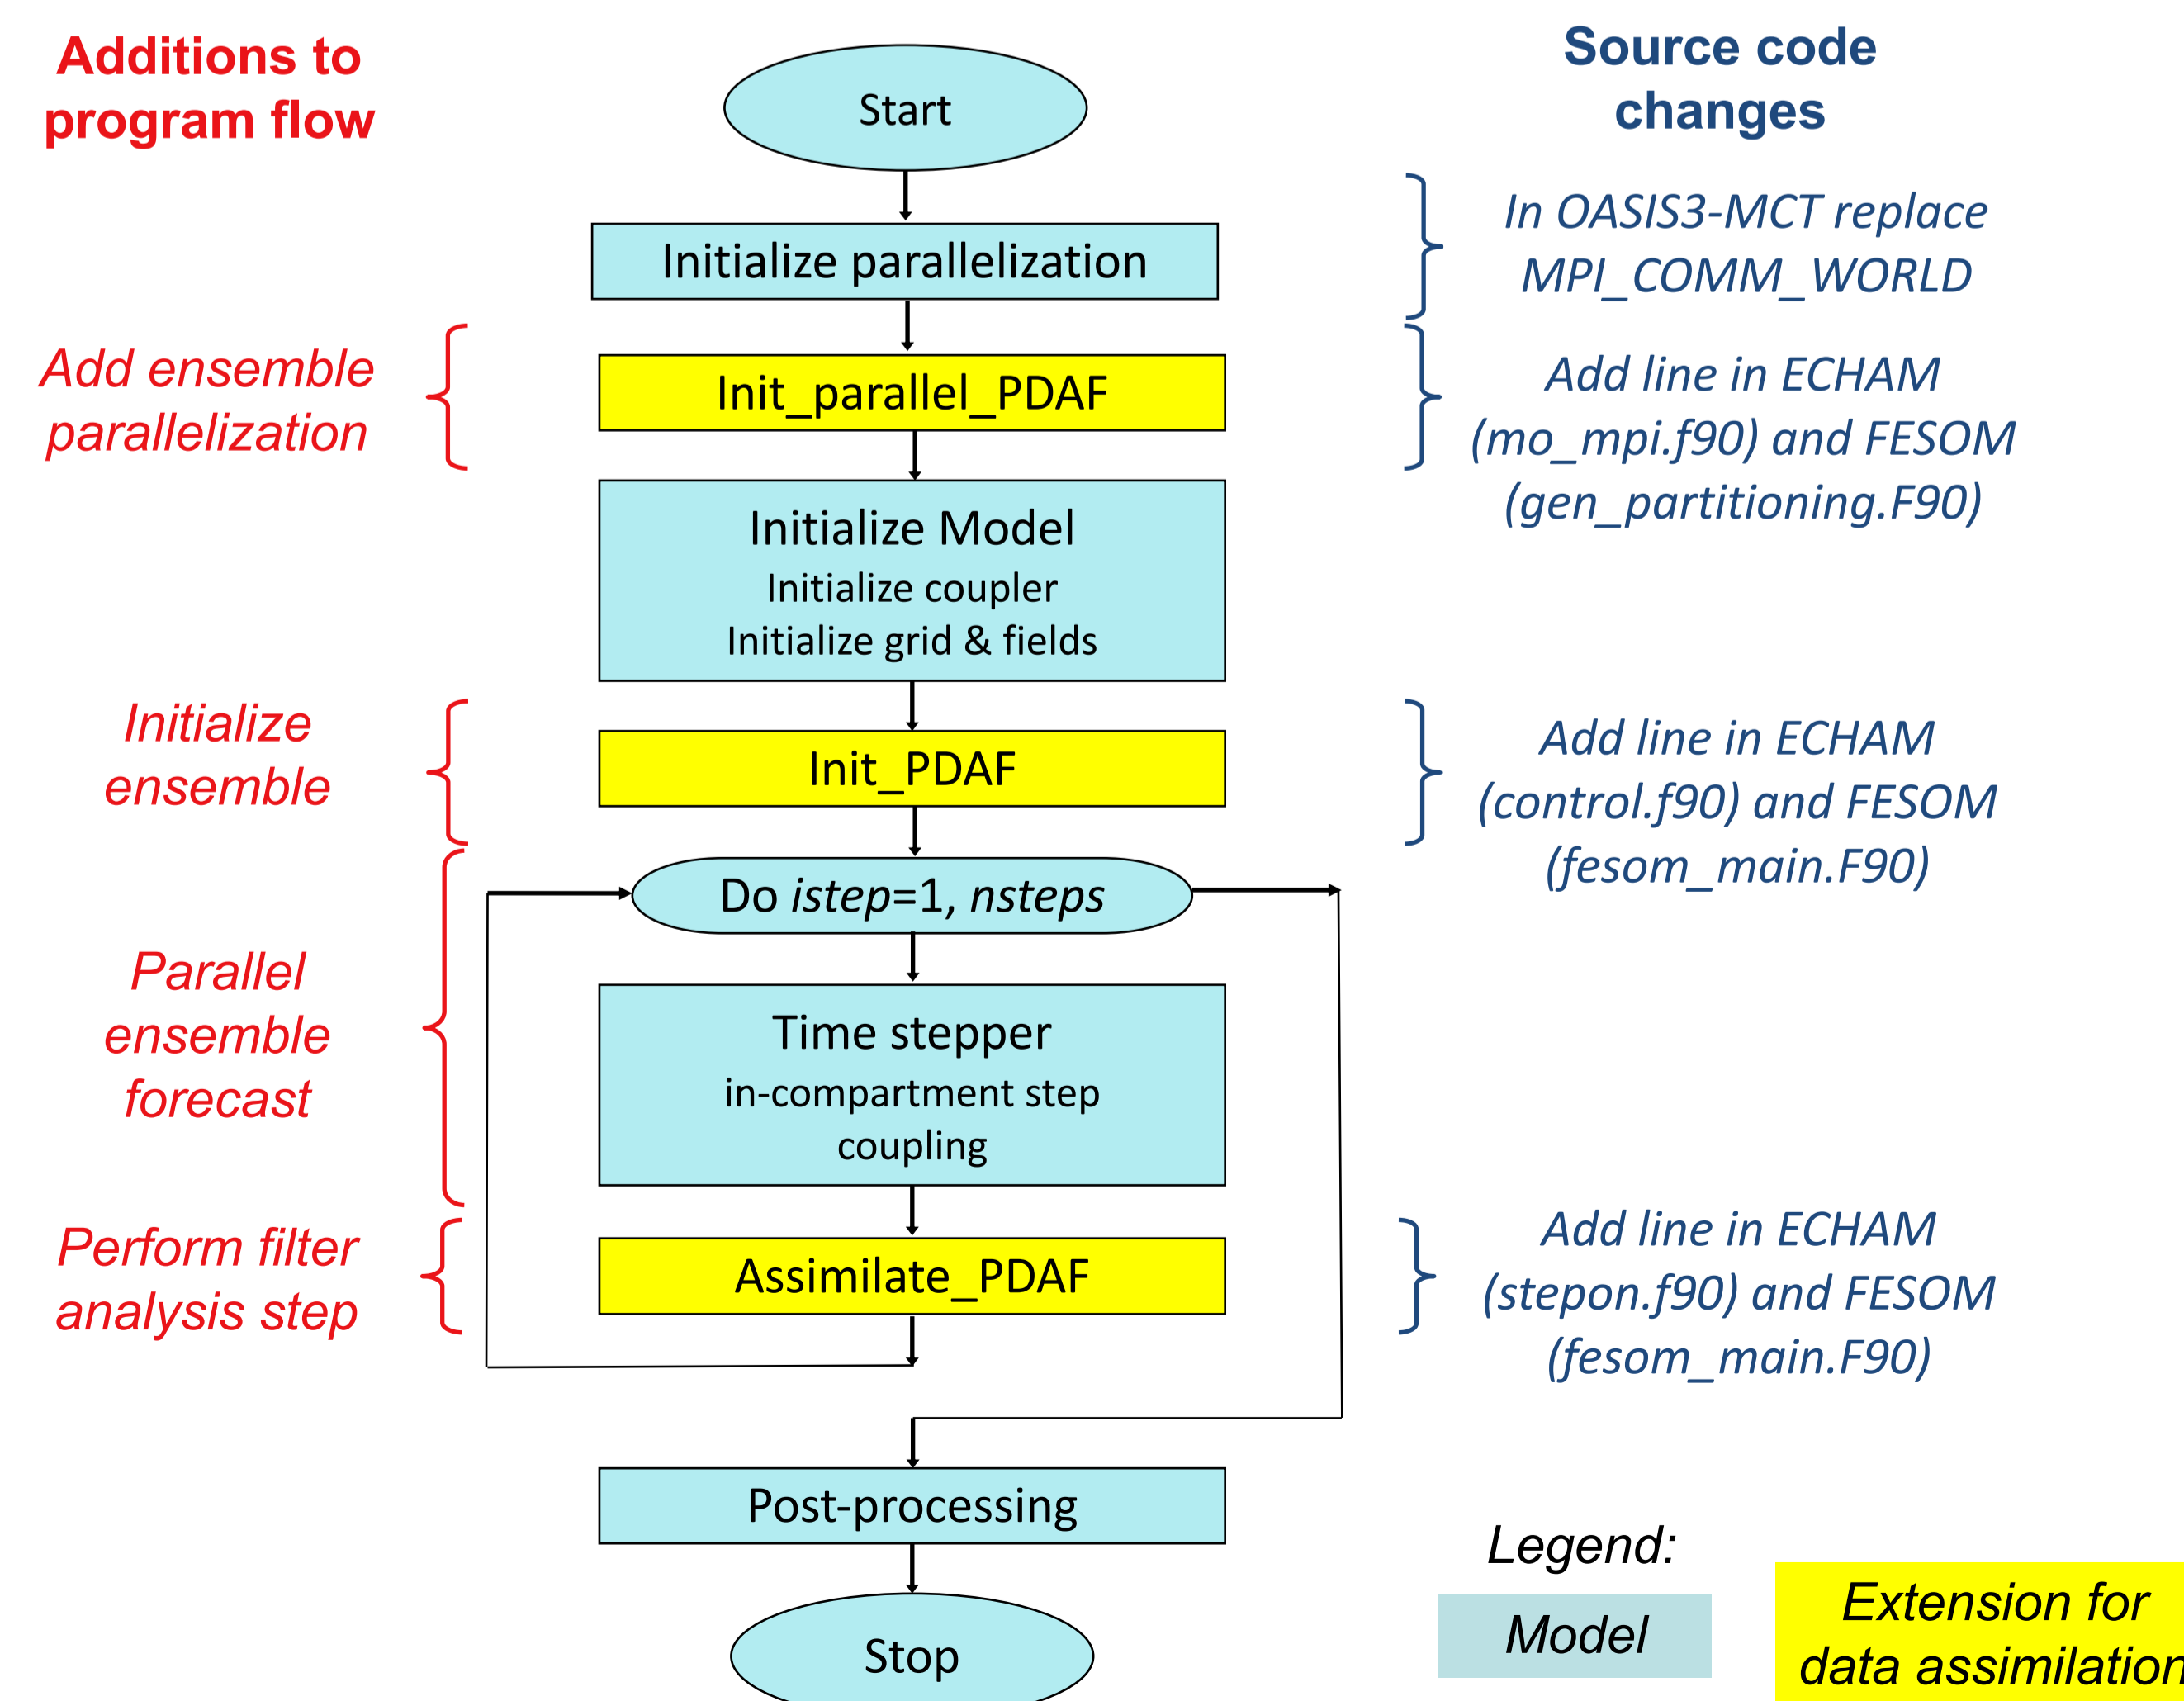 Additions to
program flow
Start
Source code
changes
Initialize parallelization
In OASIS3-MCT replace
MPI_COMM_WORLD
Add ensemble
parallelization
Init_parallel_PDAF
Add line in ECHAM
(mo_mpi.f90) and FESOM
(gen_partitioning.F90)
Initialize Model
Initialize coupler
Initialize grid & fields
Initialize
ensemble
Init_PDAF
Add line in ECHAM
(control.f90) and FESOM
(fesom_main.F90)
Do istep=1, nsteps
Parallel
ensemble
forecast
Time stepper
in-compartment step
coupling
Perform filter
analysis step
Assimilate_PDAF
Add line in ECHAM
(stepon.f90) and FESOM
(fesom_main.F90)
Post-processing
Stop
Legend:
Model
Extension for
data assimilation